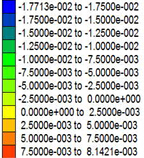 -1.7713e-002 to -1.7500e-002
-1.7500e-002 to -1.5000e-002
-1.5000e-002 to -1.2500e-002
-1.2500e-002 to -1.0000e-002
-1.0000e-002 to -7.5000e-003
-7.5000e-003 to -5.0000e-003
-5.0000e-003 to -2.5000e-003
-2.5000e-003 to 0.0000e+000
0.0000e+000 to 2.5000e-003
2.5000e-003 to 5.0000e-003
5.0000e-003 to 7.5000e-003
7.5000e-003 to 8.1421e-003